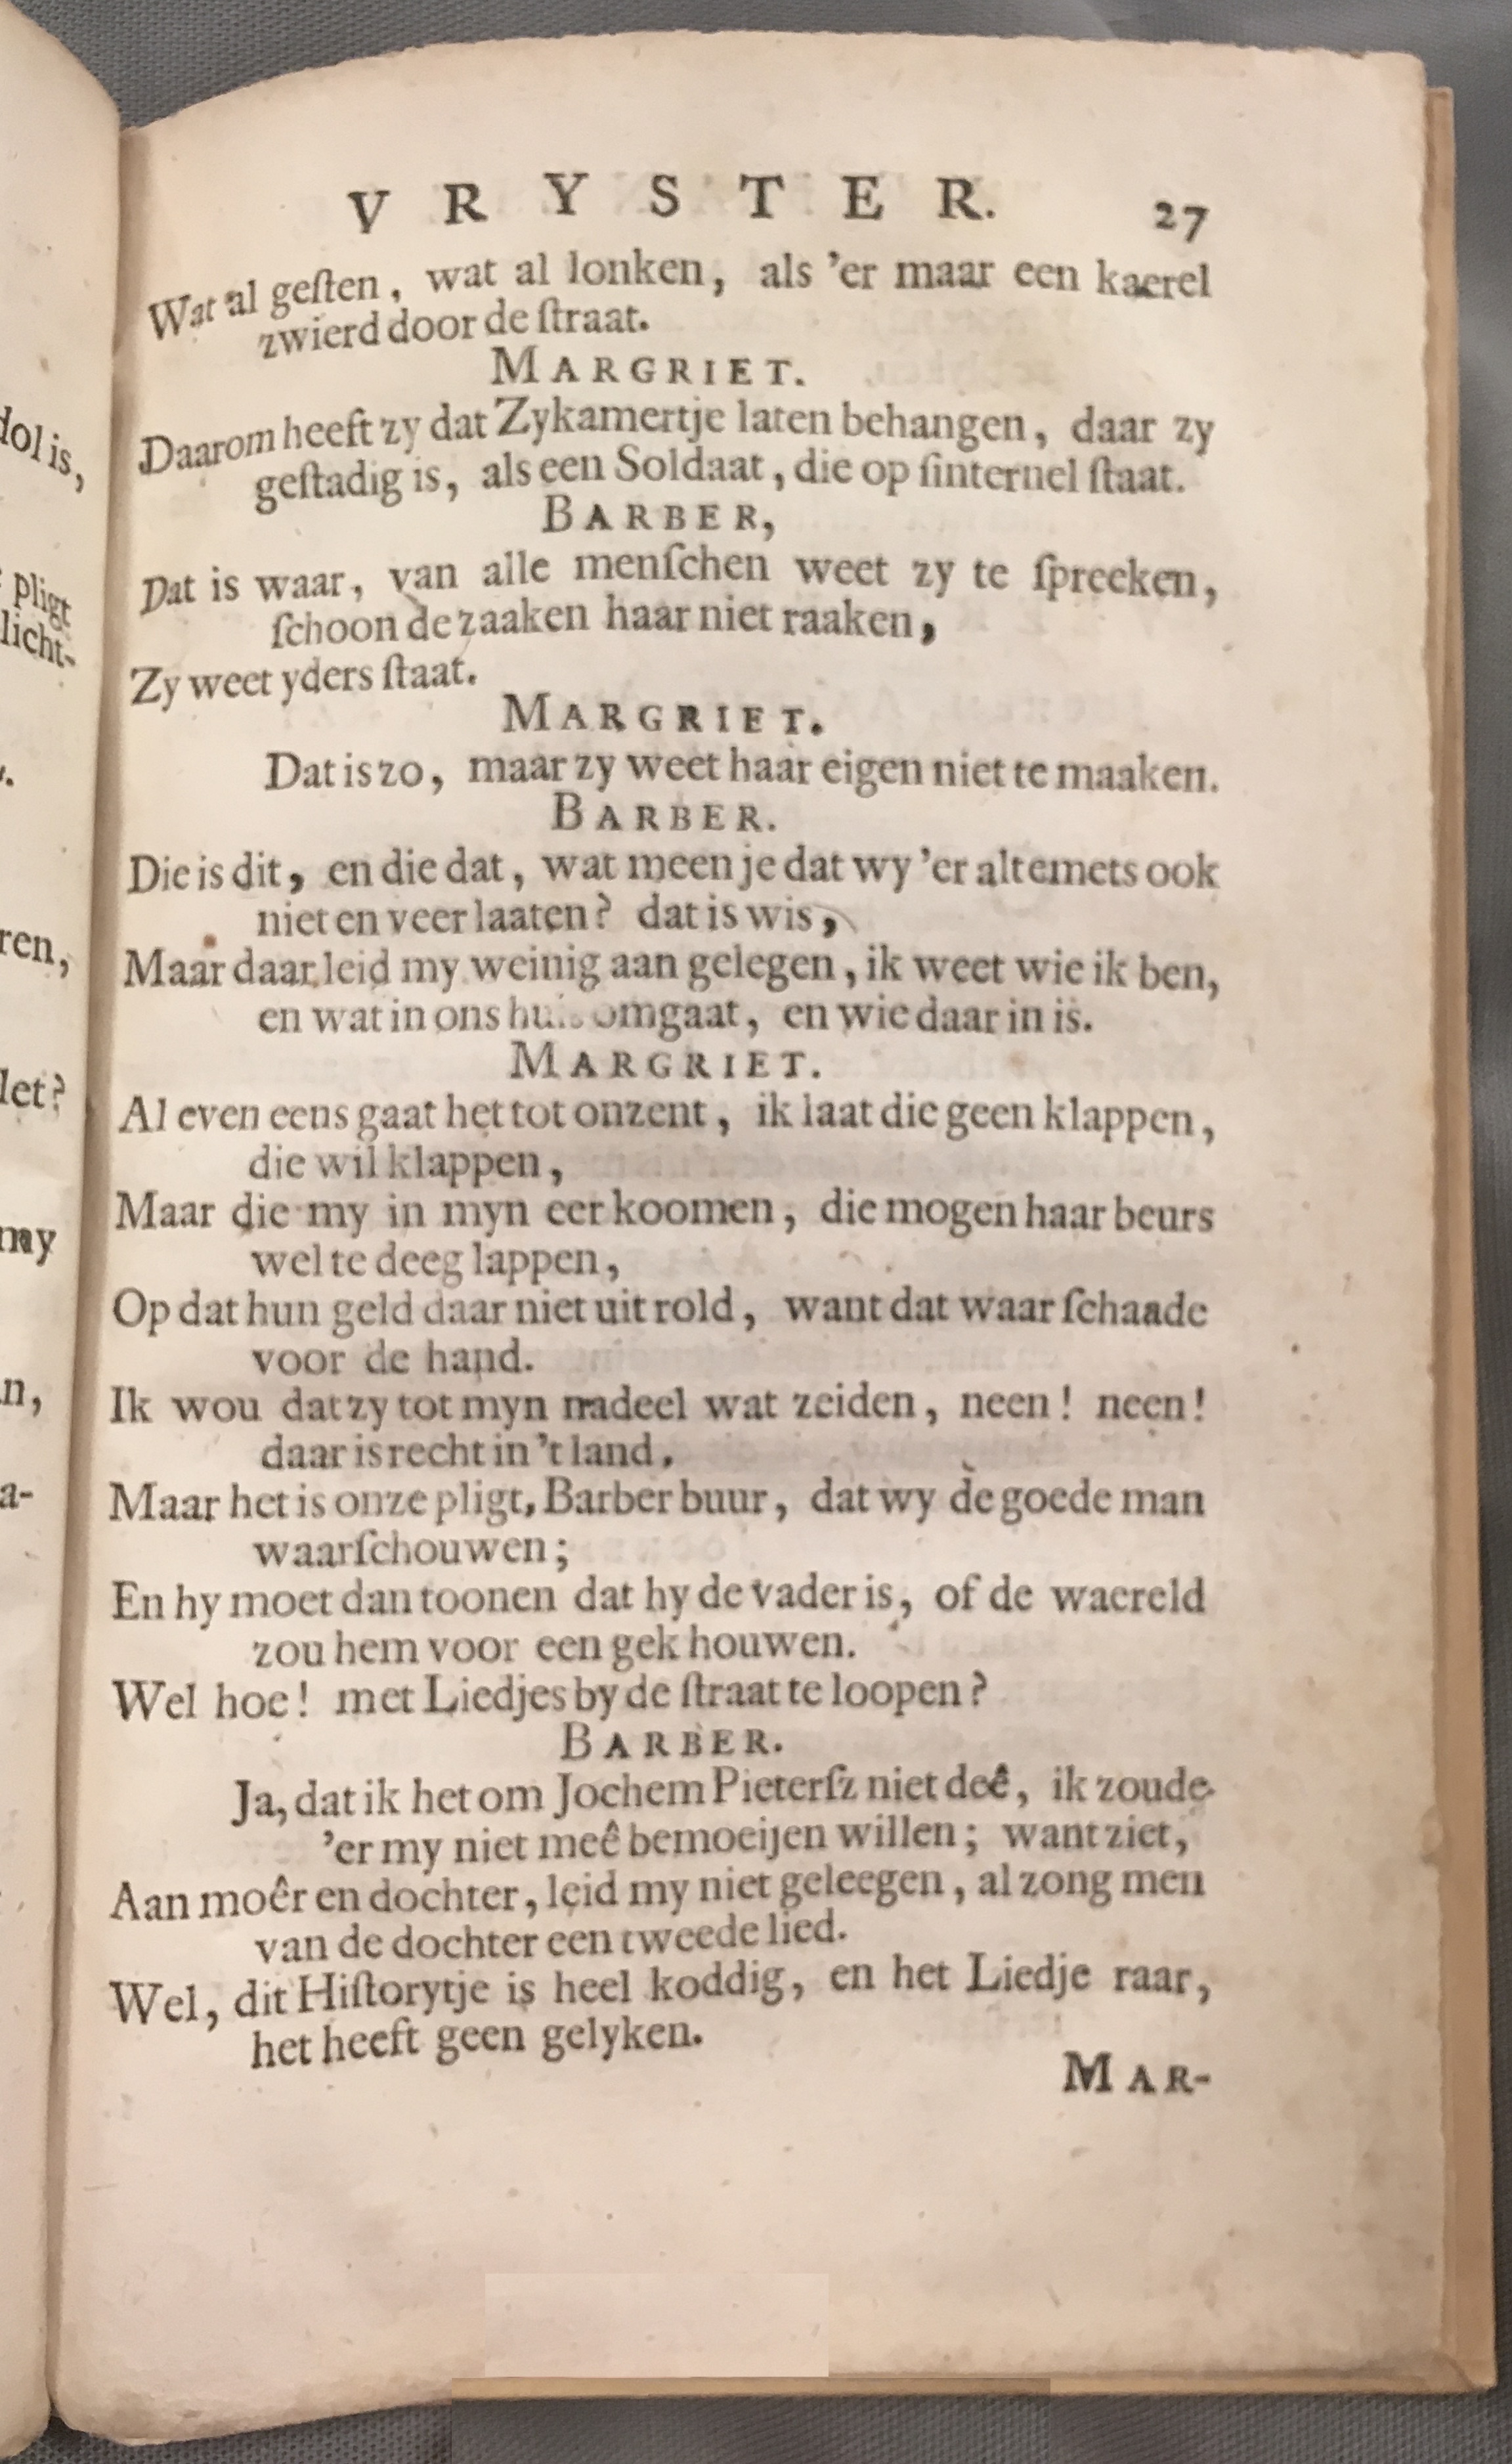 V R Y S T E R. 27
Wat al geſten, wat al lonken, als 'er maar een kaerel
zwierd door de ſtraat.
MARGRIET.
Daarom heeft zy dat Zykamertje laten behangen, daar zy
geſtadig is, als een Soldaat, die op ſinternel ſtaat.
BARBER,
Dat is waar, van alle menſchen weet zy te ſpreeken,
ſchoon de zaaken haar niet raaken,
Zy weet yders ſtaat.
MARGRIET.
Dat is zo, maar zy weet haar eigen niet te maaken.
BARBER.
Die is dit, en die dat, wat meen je dat wy 'er altemets ook
niet en veer laaten? dat is wis,
Maar daar leid my weinig aan gelegen, ik weet wie ik ben,
en wat in ons huis omgaat, en wie daar in is.
MARGRIET.
Al even eens gaat het tot onzent, ik laat die geen klappen,
die wil klappen,
Maar die my in myn eer koomen, die mogen haar beurs
wel te deeg lappen,
Op dat hun geld daar niet uit rold, want dat waar ſchaade
voor de hand.
Ik wou dat zy tot myn nadeel wat zeiden, neen! neen!
daar is recht in 't land.
Maar het is onze pligt, Barber buur, dat wy de goede man
waarſchouwen;
En hy moet dan toonen dat hy de vader is, of de waereld
zou hem voor een gek houwen.
Wel hoe! met Liedjes by de ſtraat te loopen?
BARBER.
Ja, dat ik het om Jochem Pieterſz niet deê, ik zoude
'er my niet meê bemoeijen willen; want ziet,
Aan moêr en dochter, leid my niet geleegen, al zong men
van de dochter een tweede lied.
Wel, dit Hiſtorytje is heel koddig, en het Liedje raar,
het heeft geen gelyken.
MAR-
dol is,
pligt
licht-
ren,
let?
my
n,
a-